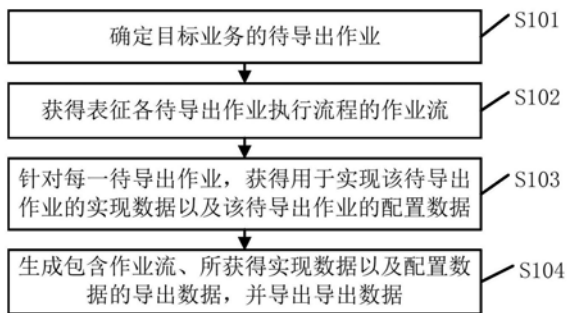 确定目标业务的待导出作业
S101
获得表征各待导出作业执行流程的作业流
S102
针对每一待导出作业，获得用于实现该待导出
作业的实现数据以及该待导出作业的配置数据
S103
生成包含作业流、所获得实现数据以及配置数
据的导出数据，并导出导出数据
S104